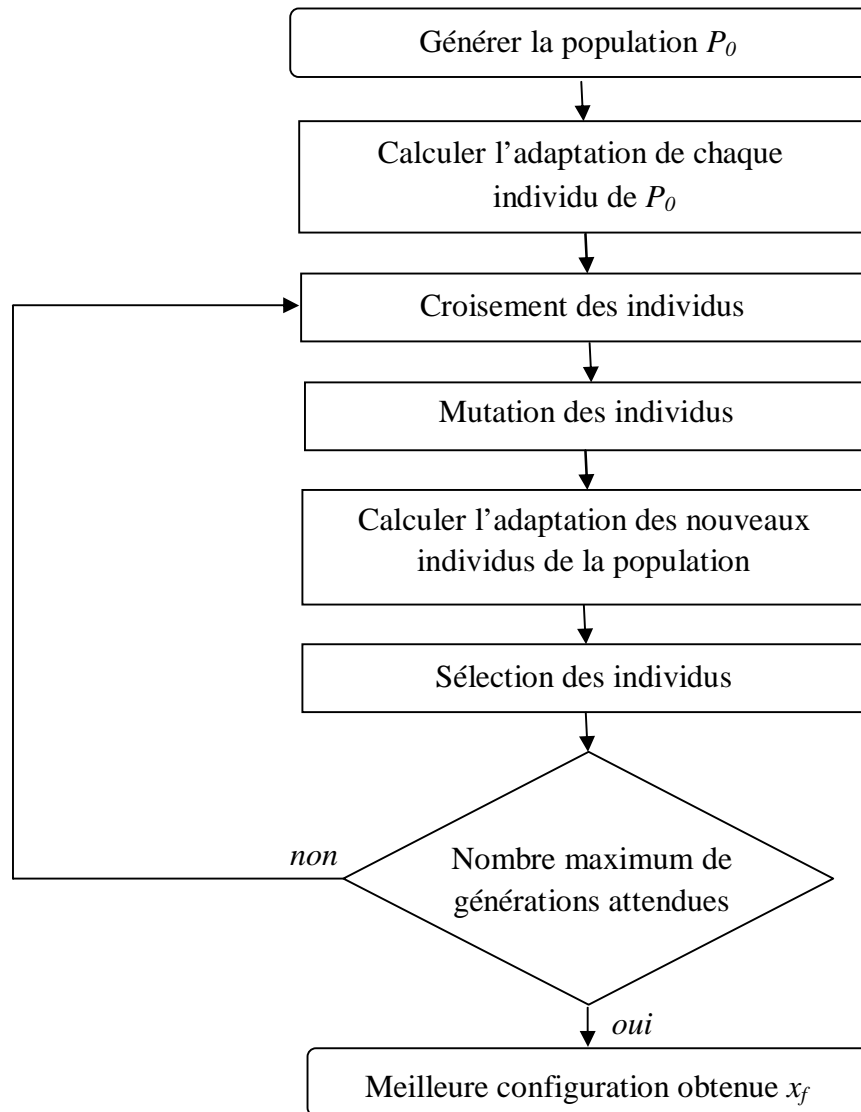 Générer la population P₀
Calculer l’adaptation de chaque
individu de P₀
Croisement des individus
Mutation des individus
Calculer l’adaptation des nouveaux
individus de la population
Sélection des individus
non
Nombre maximum de
générations attendues
oui
Meilleure configuration obtenue x_f